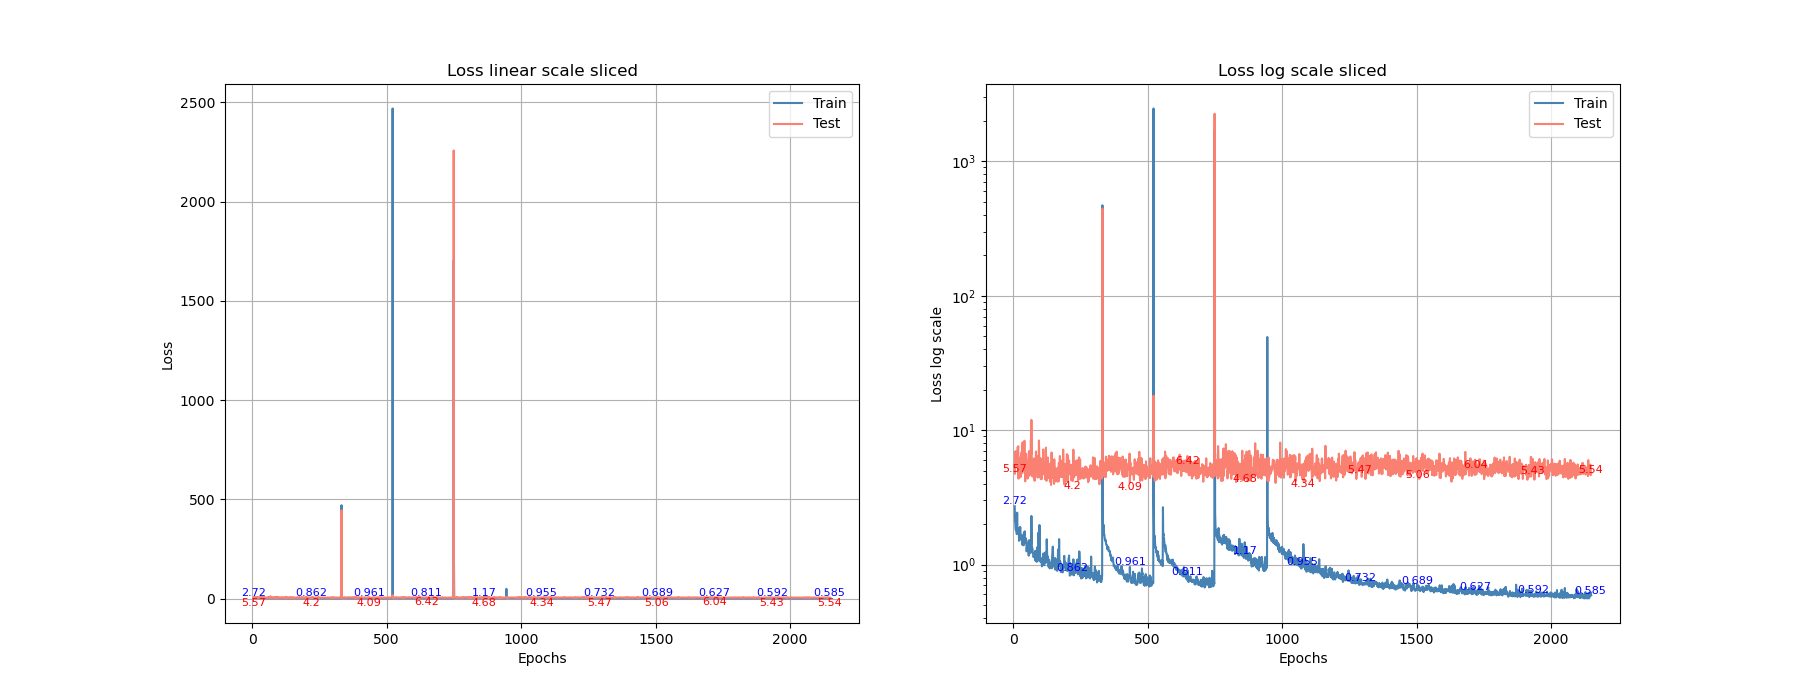 Loss linear scale sliced
Train
Test
2500
2000
1500
1000
500
0
Loss
2.72 0.862 0.961 0.811 1.17 0.955 0.732 0.689 0.627 0.592 0.585
5.57 4.2 4.09 6.42 4.68 4.34 5.47 5.06 6.04 5.43 5.54
0 500 1000 1500 2000
Epochs
Loss log scale sliced
Train
Test
10³
10²
10¹
10⁰
Loss log scale
5.57 4.2 4.09 6.42 4.68 4.34 5.47 5.06 6.04 5.43 5.54
2.72 0.862 0.961 0.811 1.17 0.955 0.732 0.689 0.627 0.592 0.585
0 500 1000 1500 2000
Epochs